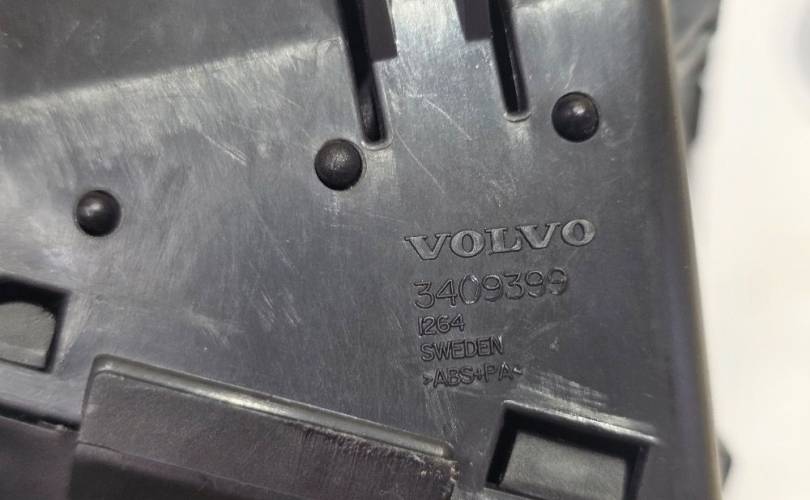 VOLVO
3409399
1264
SWEDEN
>ABS+PA<